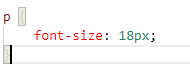 p {
font-size: 18px;
}